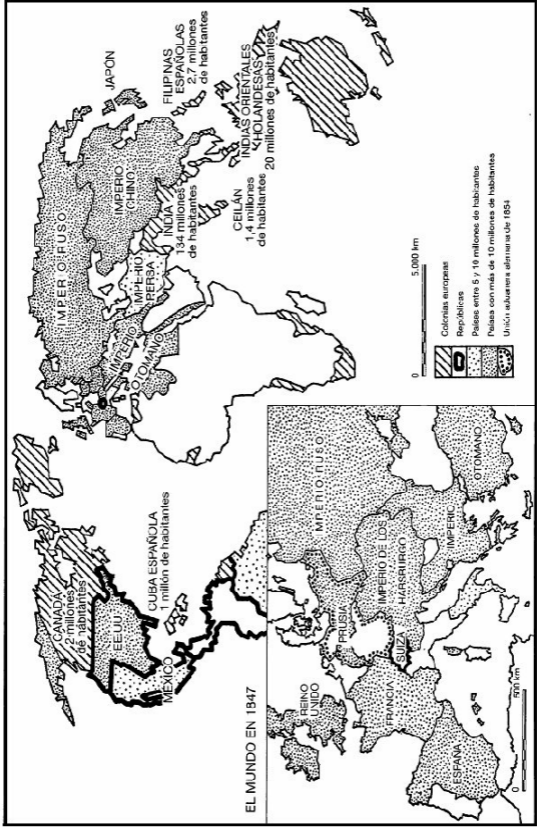 CANADÁ
2 millones
de habitantes
EE.UU
MÉXICO
CUBA ESPAÑOLA
1 millón de habitantes
IMPERIO RUSO
IMPERIO CHINO
JAPÓN
FILIPINAS
ESPAÑOLAS
2,7 millones
de habitantes
IMPERIO
PERSA
IMPERIO
OTOMANO
INDIA
134 millones
de habitantes
CEILÁN
1,4 millones
de habitantes
INDIAS ORIENTALES
HOLANDESAS
20 millones de habitantes
EL MUNDO EN 1847
REINO
UNIDO
PRUSIA
IMPERIO RUSO
FRANCIA
SUIZA
IMPERIO DE LOS
HABSBURGO
IMPERIO
OTOMANO
ESPAÑA
0 500 km
0 5.000 km
Colonias europeas
Repúblicas
Países entre 5 y 10 millones de habitantes
Países con más de 10 millones de habitantes
Unión aduanera alemana de 1854